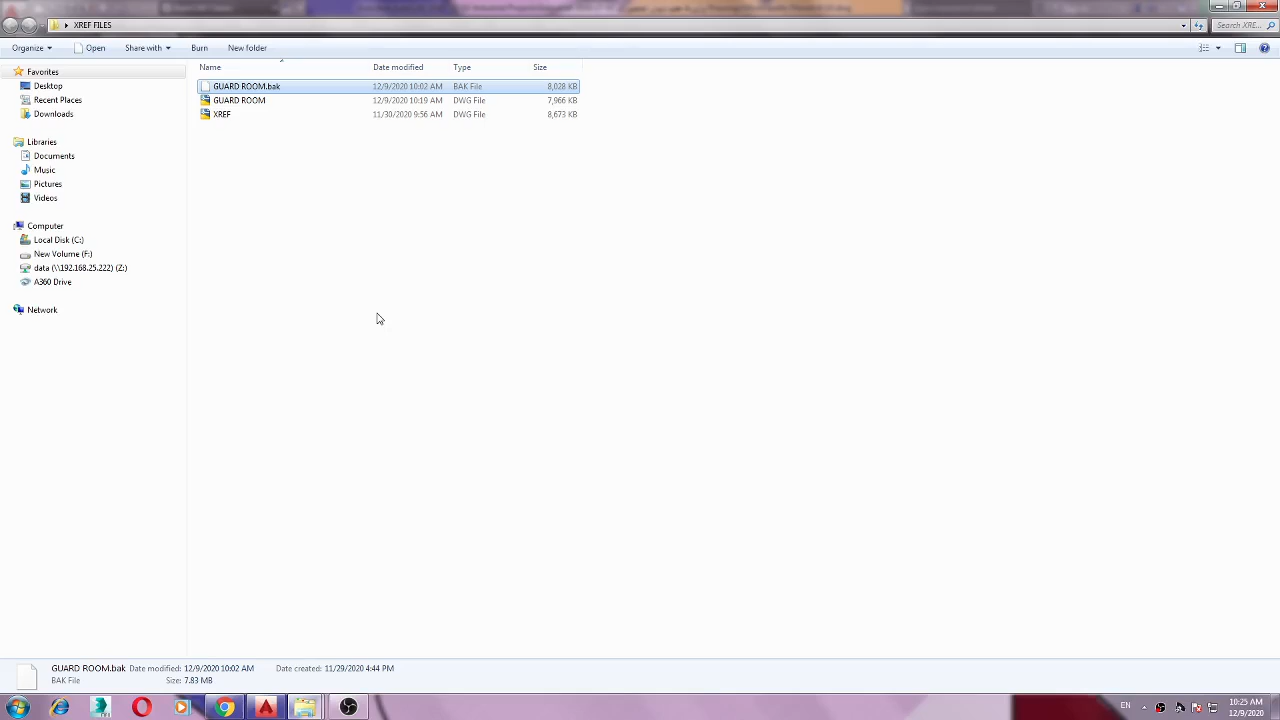 XREF FILES
Search XRE...
Organize Open Share with Burn New folder
Name Date modified Type Size
Favorites
Desktop
Recent Places
Downloads
Libraries
Documents
Music
Pictures
Videos
Computer
Local Disk (C:)
New Volume (F:)
data (\\192.168.25.222) (Z:)
A360 Drive
Network
GUARD ROOM.bak 12/9/2020 10:02 AM BAK File 8,028 KB
GUARD ROOM 12/9/2020 10:19 AM DWG File 7,966 KB
XREF 11/30/2020 9:56 AM DWG File 8,673 KB
GUARD ROOM.bak Date modified: 12/9/2020 10:02 AM Date created: 11/29/2020 4:44 PM
BAK File Size: 7.83 MB
EN
10:25 AM
12/9/2020